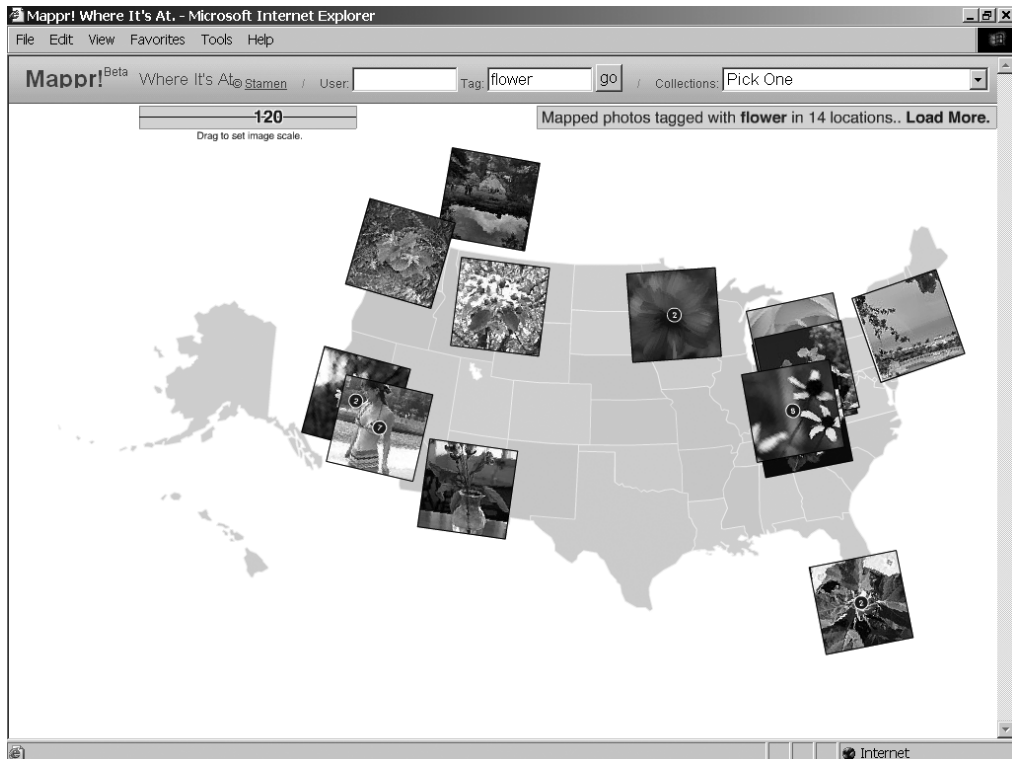 Mappr! Where It's At. - Microsoft Internet Explorer
File Edit View Favorites Tools Help
Mappr! Beta Where It's At © Stamen / User: Tag: flower go / Collections: Pick One
120
Mapped photos tagged with flower in 14 locations.. Load More.
Drag to set image scale.
2
2
7
5
2
Internet